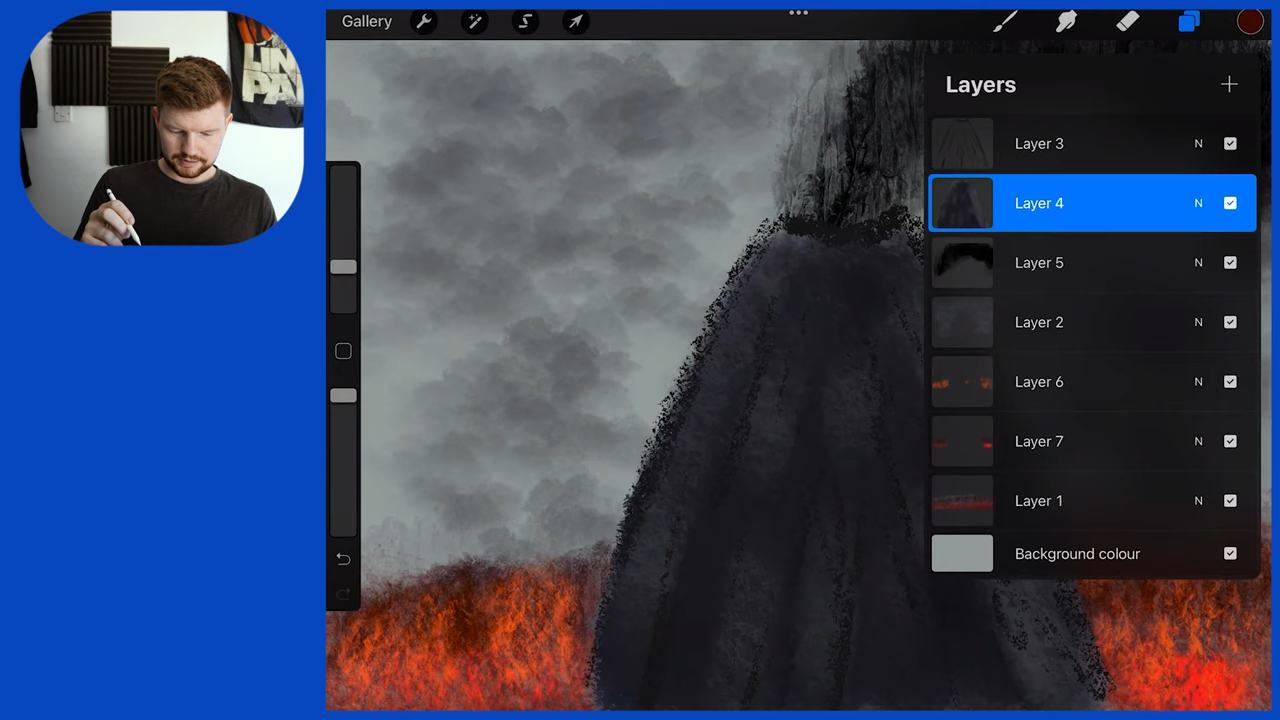 Gallery
Layers
Layer 3 N
Layer 4 N
Layer 5 N
Layer 2 N
Layer 6 N
Layer 7 N
Layer 1 N
Background colour